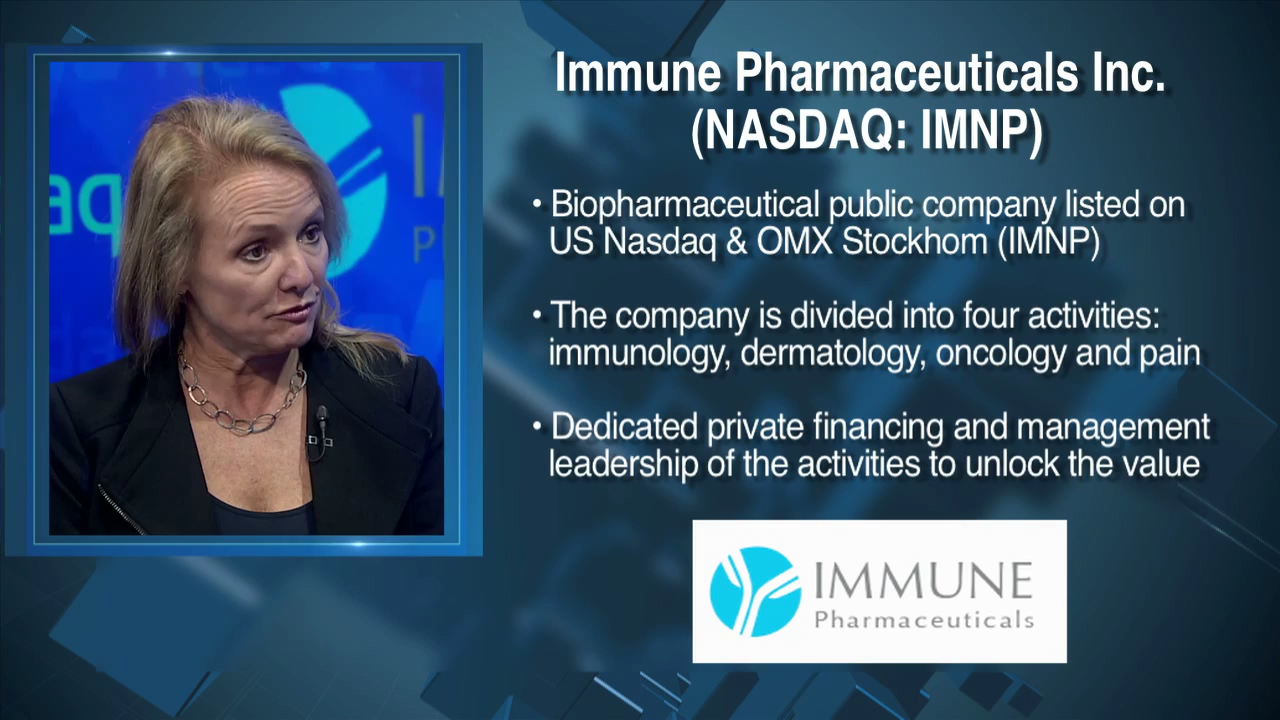 Immune Pharmaceuticals Inc.
(NASDAQ: IMNP)
• Biopharmaceutical public company listed on
US Nasdaq & OMX Stockhom (IMNP)
• The company is divided into four activities:
immunology, dermatology, oncology and pain
• Dedicated private financing and management
leadership of the activities to unlock the value
IMMUNE
Pharmaceuticals
aq